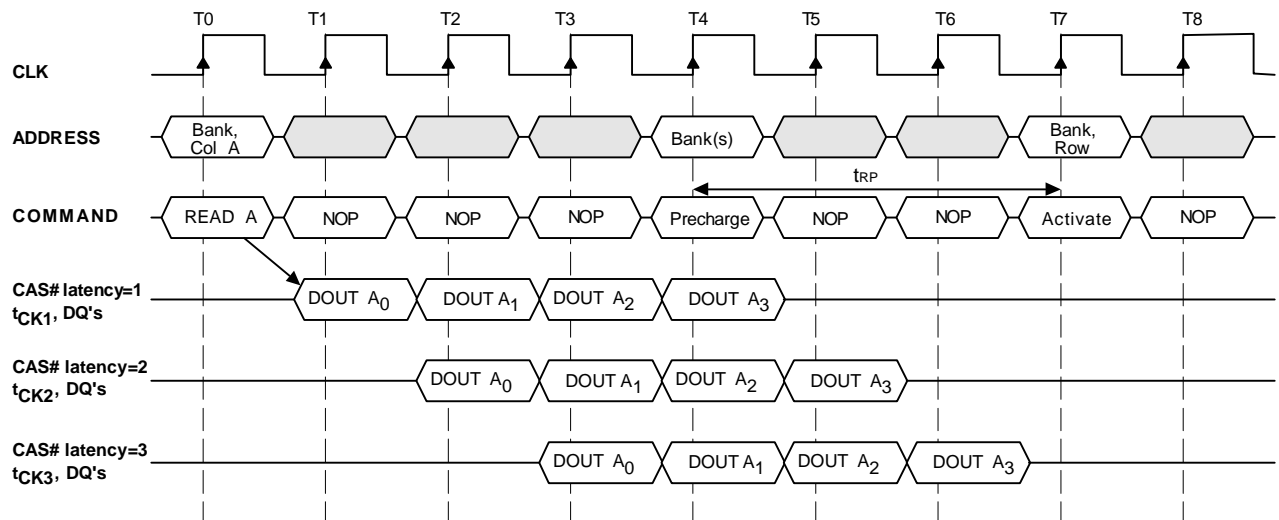 T0 T1 T2 T3 T4 T5 T6 T7 T8
CLK
ADDRESS
Bank,
Col A
Bank(s)
Bank,
Row
tRP
COMMAND READ A NOP NOP NOP Precharge NOP NOP Activate NOP
CAS# latency=1
tCK1, DQ's
DOUT A0 DOUT A1 DOUT A2 DOUT A3
CAS# latency=2
tCK2, DQ's
DOUT A0 DOUT A1 DOUT A2 DOUT A3
CAS# latency=3
tCK3, DQ's
DOUT A0 DOUT A1 DOUT A2 DOUT A3